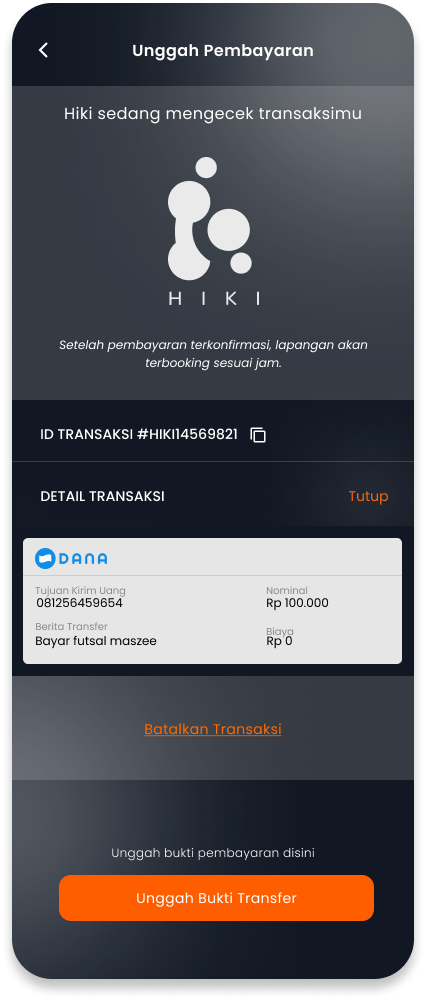 Unggah Pembayaran
Hiki sedang mengecek transaksimu
HIKI
Setelah pembayaran terkonfirmasi, lapangan akan
terbooking sesuai jam.
ID TRANSAKSI #HIKI14569821
DETAIL TRANSAKSI Tutup
DANA
Tujuan Kirim Uang Nominal
081256459654 Rp 100.000
Berita Transfer Biaya
Bayar futsal maszee Rp 0
Batalkan Transaksi
Unggah bukti pembayaran disini
Unggah Bukti Transfer